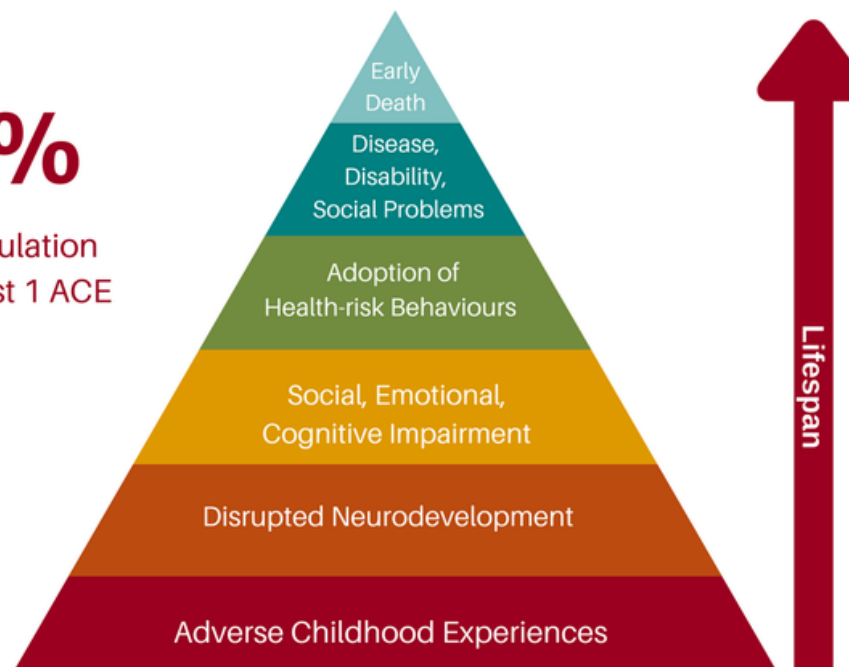 %
Early
Death
Disease,
Disability,
Social Problems
ulation
st 1 ACE
Adoption of
Health-risk Behaviours
Lifespan
Social, Emotional,
Cognitive Impairment
Disrupted Neurodevelopment
Adverse Childhood Experiences